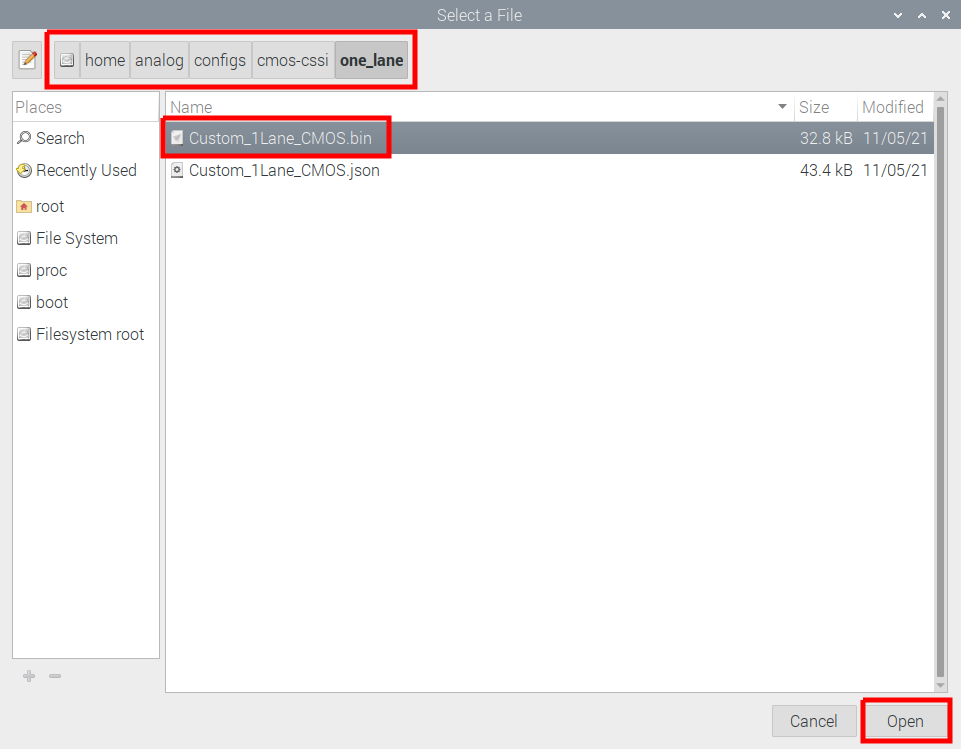 Select a File
home analog configs cmos-cssi one_lane
Places
Search
Recently Used
root
File System
proc
boot
Filesystem root
Name Size Modified
Custom_1Lane_CMOS.bin 32.8 kB 11/05/21
Custom_1Lane_CMOS.json 43.4 kB 11/05/21
Cancel Open